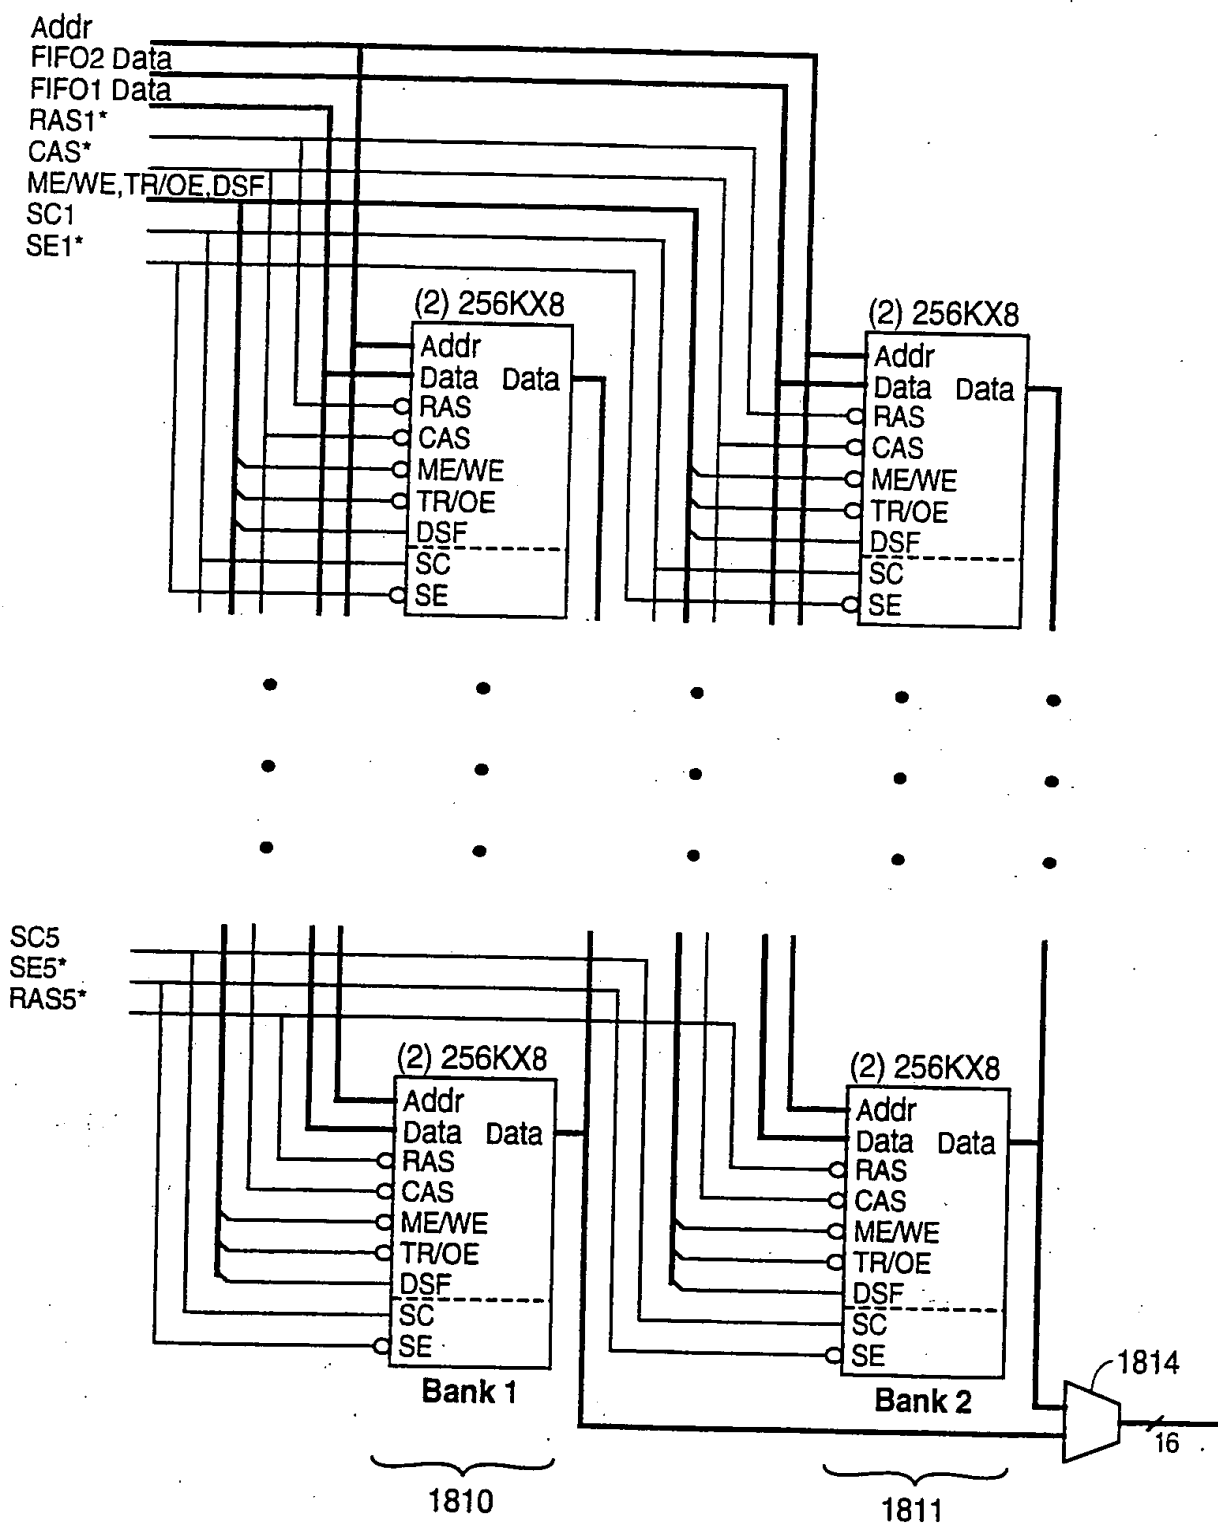 Addr
FIFO2 Data
FIFO1 Data
RAS1*
CAS*
ME/WE,TR/OE,DSF
SC1
SE1*
(2) 256KX8
Addr
Data Data
RAS
CAS
ME/WE
TR/OE
DSF
SC
SE
(2) 256KX8
Addr
Data Data
RAS
CAS
ME/WE
TR/OE
DSF
SC
SE
SC5
SE5*
RAS5*
(2) 256KX8
Addr
Data Data
RAS
CAS
ME/WE
TR/OE
DSF
SC
SE
Bank 1
(2) 256KX8
Addr
Data Data
RAS
CAS
ME/WE
TR/OE
DSF
SC
SE
Bank 2
1814
16
1810
1811